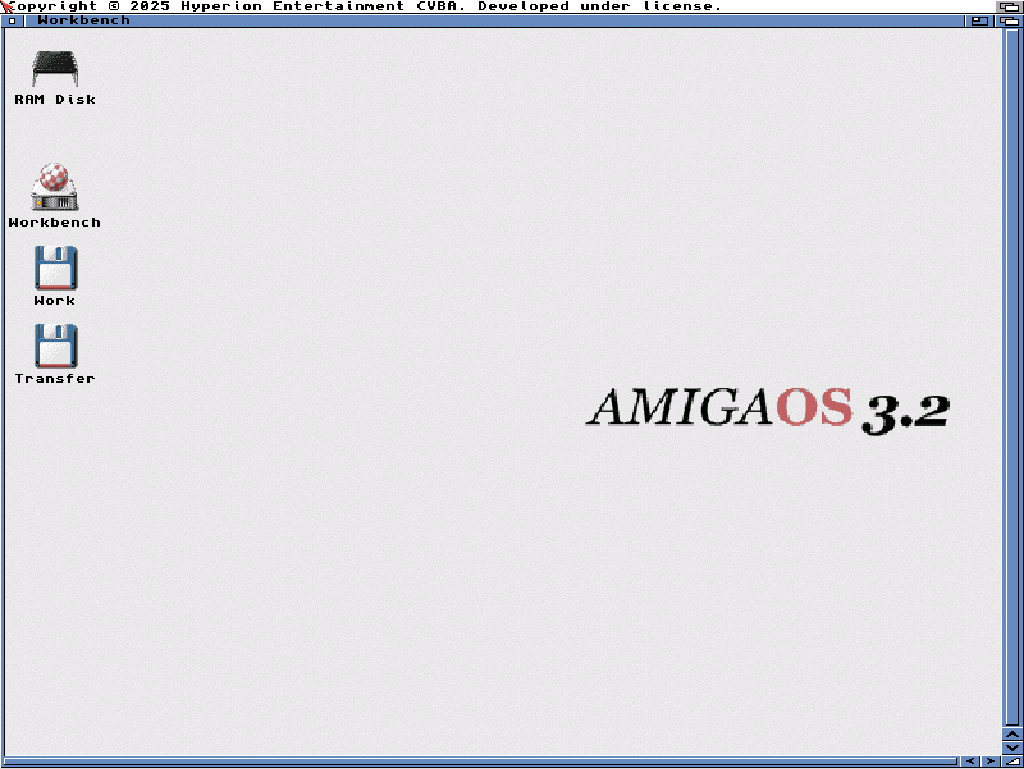 Copyright © 2025 Hyperion Entertainment CVBA. Developed under license.
Workbench
RAM Disk
Workbench
Work
Transfer
AMIGAOS 3.2